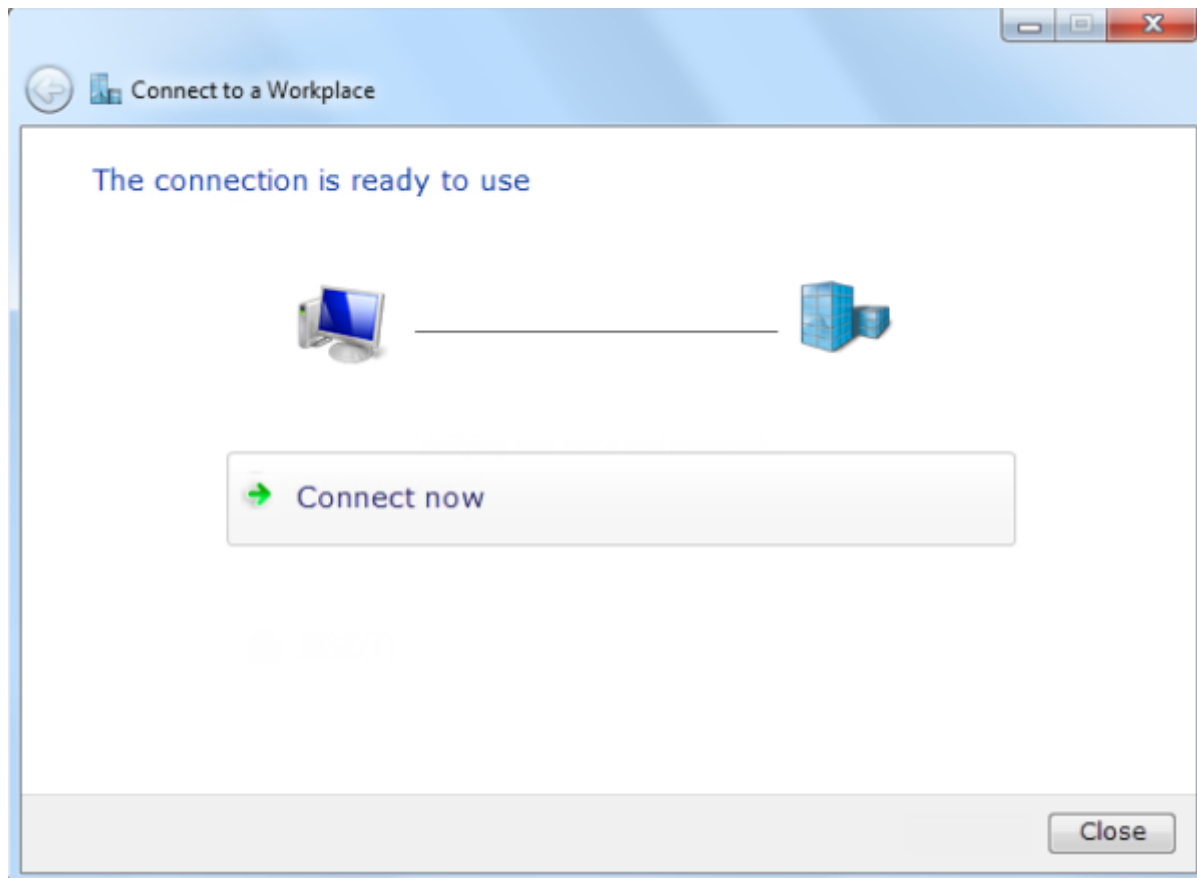 Connect to a Workplace
The connection is ready to use
Connect now
Close